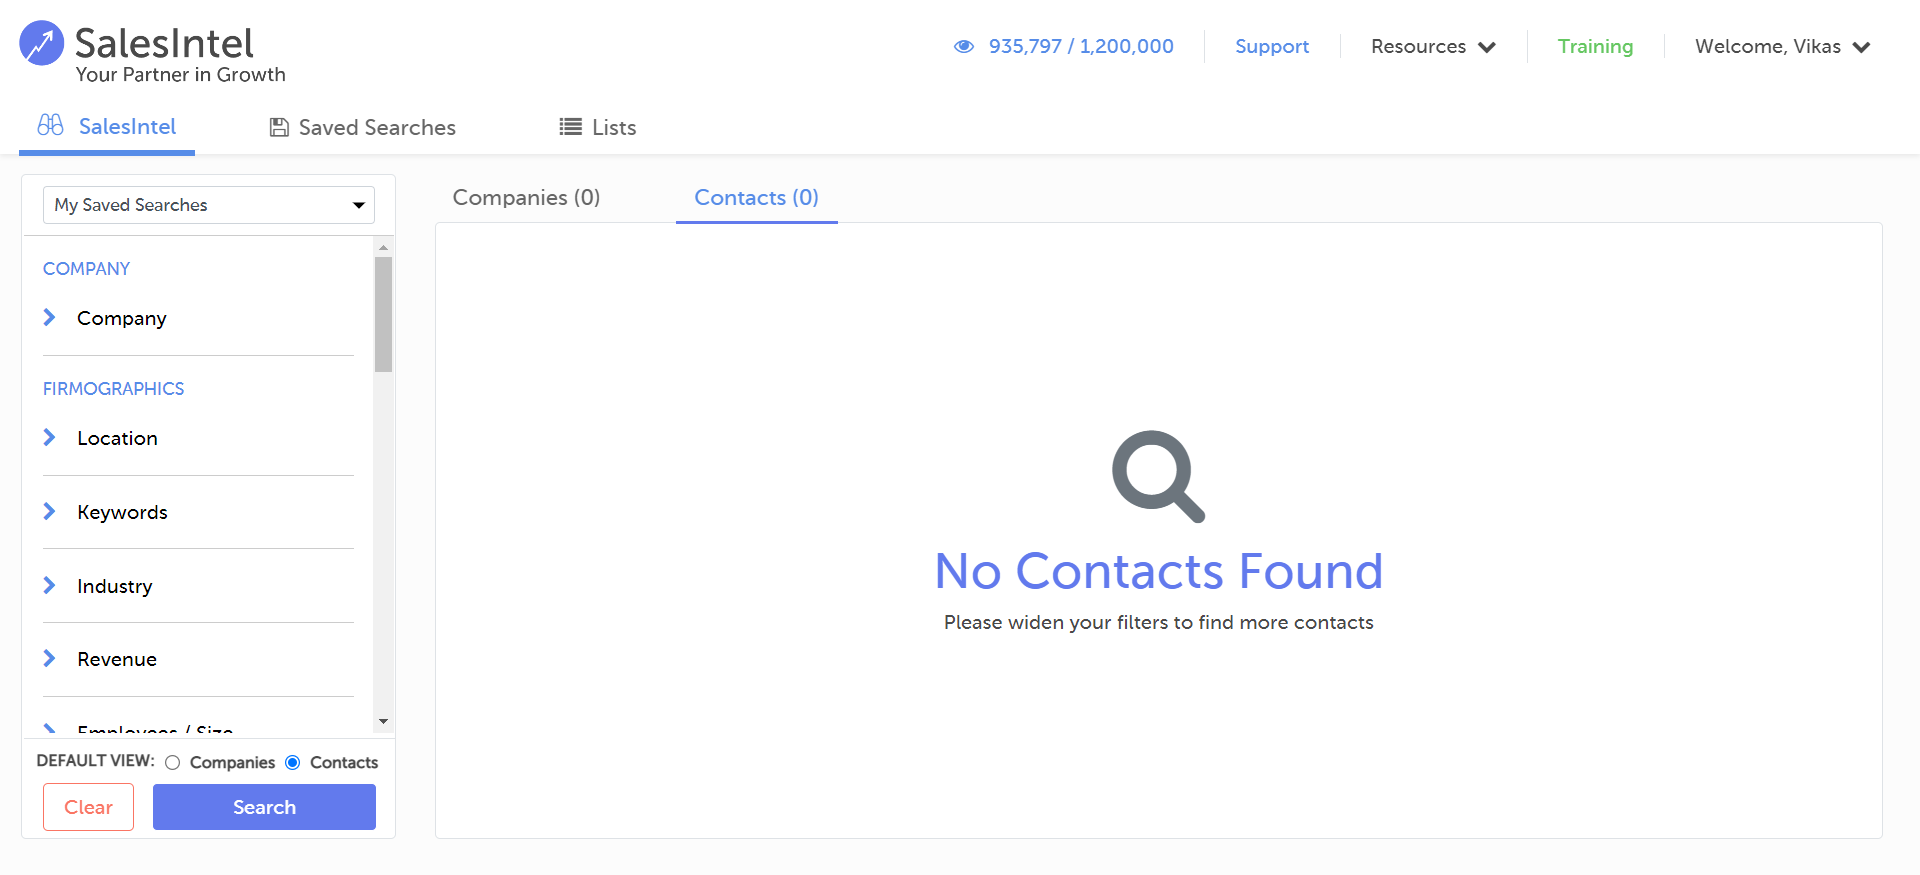 SalesIntel
Your Partner in Growth
935,797 / 1,200,000
Support
Resources
Training
Welcome, Vikas
SalesIntel
Saved Searches
Lists
My Saved Searches
COMPANY
Company
FIRMOGRAPHICS
Location
Keywords
Industry
Revenue
Employees / Size
DEFAULT VIEW:
Companies
Contacts
Clear
Search
Companies (0)
Contacts (0)
No Contacts Found
Please widen your filters to find more contacts